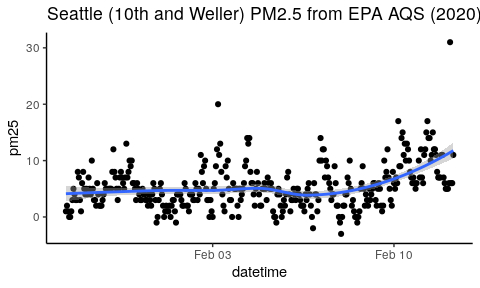 Seattle (10th and Weller) PM2.5 from EPA AQS (2020)
30
20
10
0
pm25
Feb 03
Feb 10
datetime